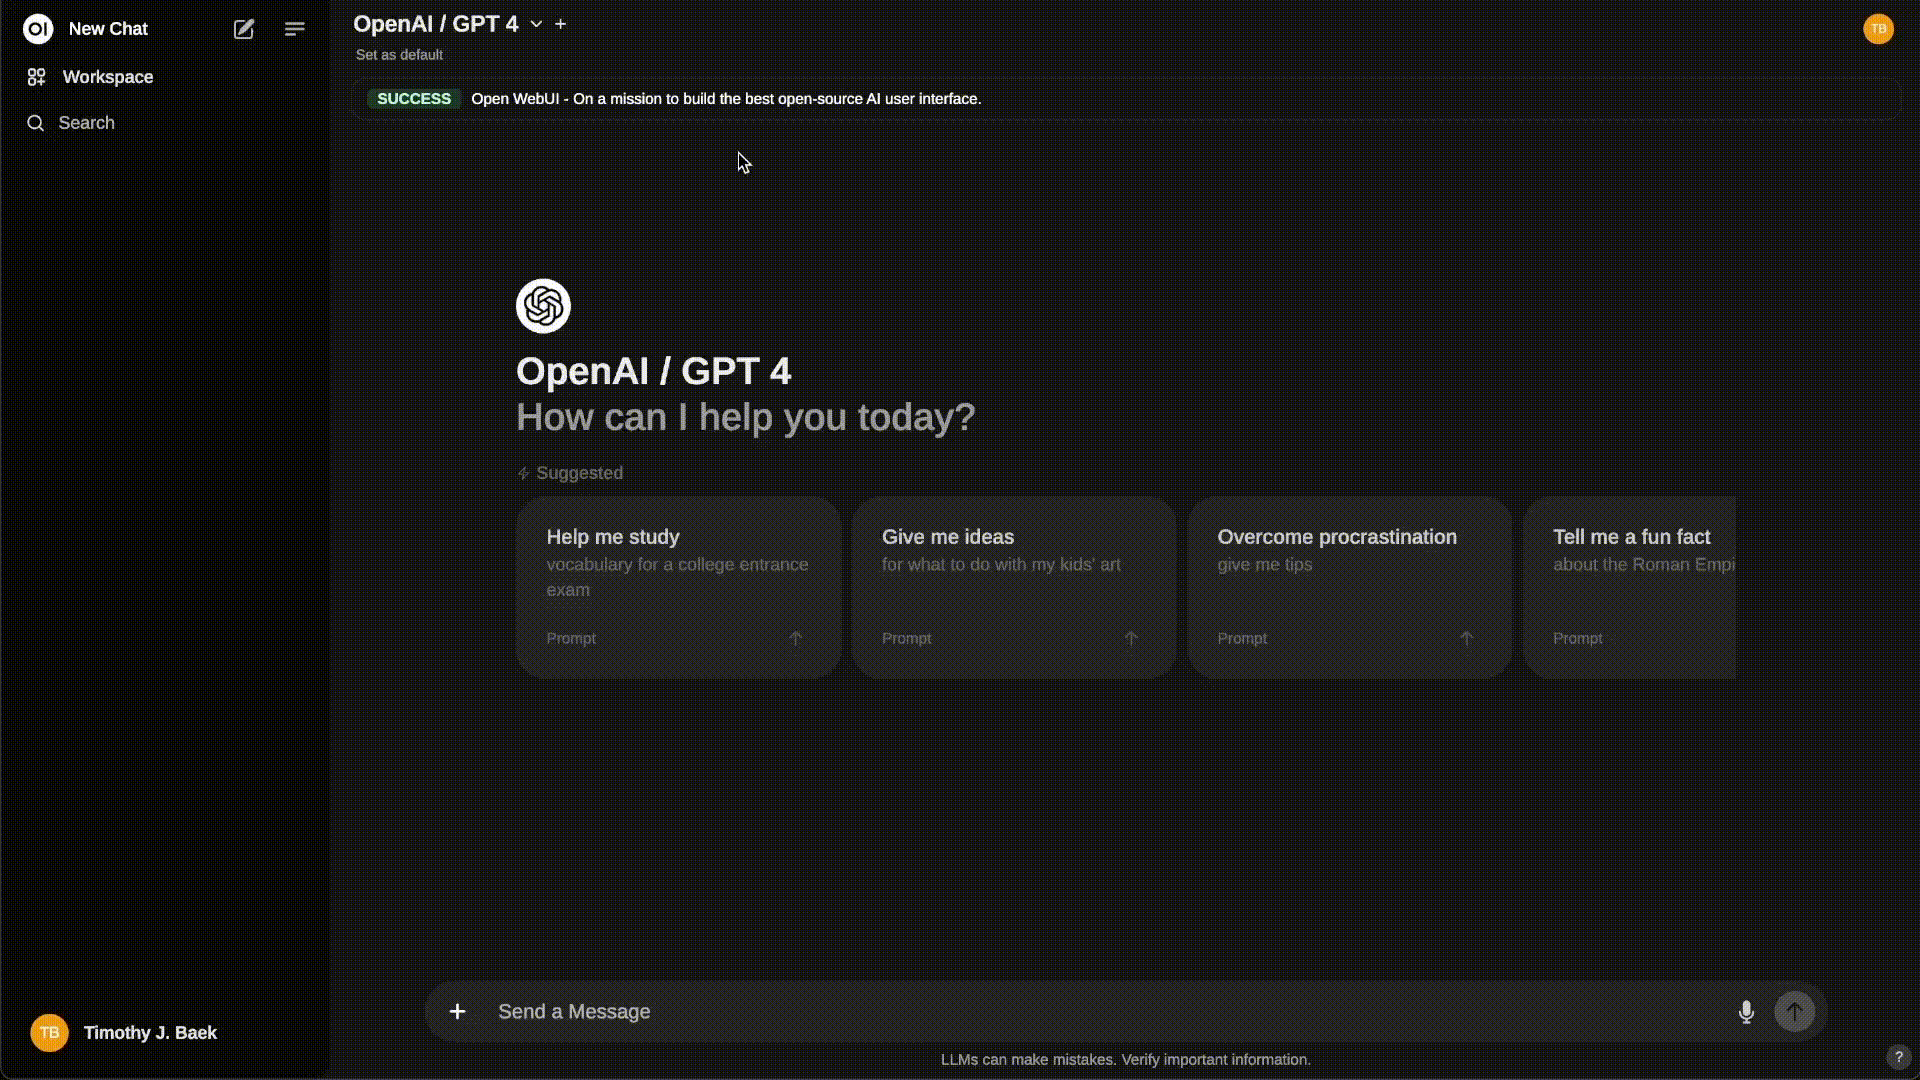 OI New Chat
Workspace
Search
OpenAI / GPT 4
Set as default
TB
SUCCESS Open WebUI - On a mission to build the best open-source AI user interface.
OpenAI / GPT 4
How can I help you today?
Suggested
Help me study
vocabulary for a college entrance
exam
Prompt
Give me ideas
for what to do with my kids' art
Prompt
Overcome procrastination
give me tips
Prompt
Tell me a fun fact
about the Roman Empi
Prompt
Send a Message
TB Timothy J. Baek
LLMs can make mistakes. Verify important information.
?